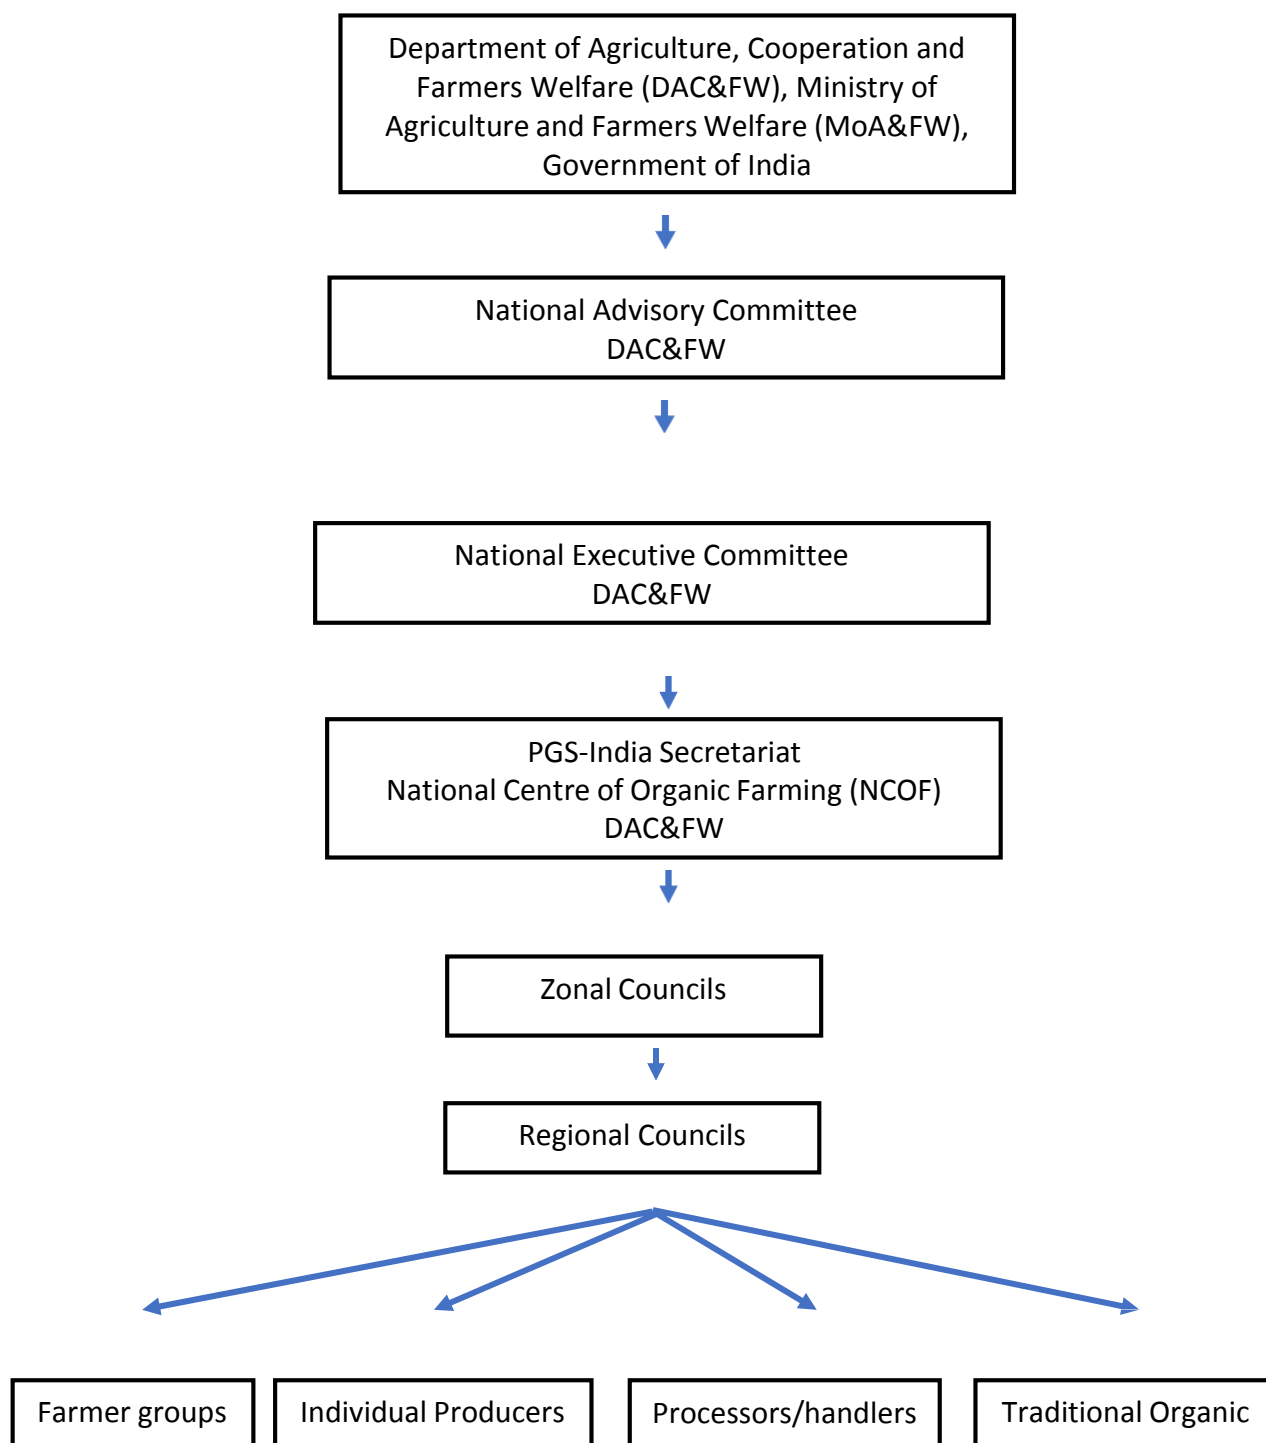 Department of Agriculture, Cooperation and
Farmers Welfare (DAC&FW), Ministry of
Agriculture and Farmers Welfare (MoA&FW),
Government of India
National Advisory Committee
DAC&FW
National Executive Committee
DAC&FW
PGS-India Secretariat
National Centre of Organic Farming (NCOF)
DAC&FW
Zonal Councils
Regional Councils
Farmer groups
Individual Producers
Processors/handlers
Traditional Organic